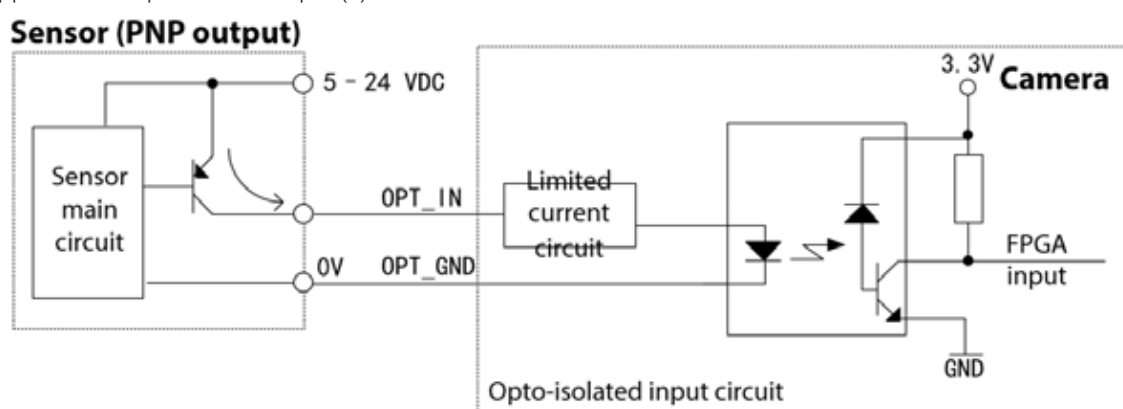 Sensor (PNP output)
5 - 24 VDC
3.3V
Camera
Sensor
main
circuit
OPT_IN
Limited
current
circuit
0V
OPT_GND
FPGA
input
GND
Opto-isolated input circuit